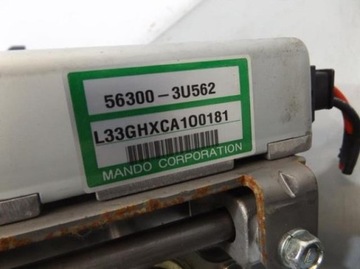 56300-3U562
L33GHXCA100181
MANDO CORPORATION